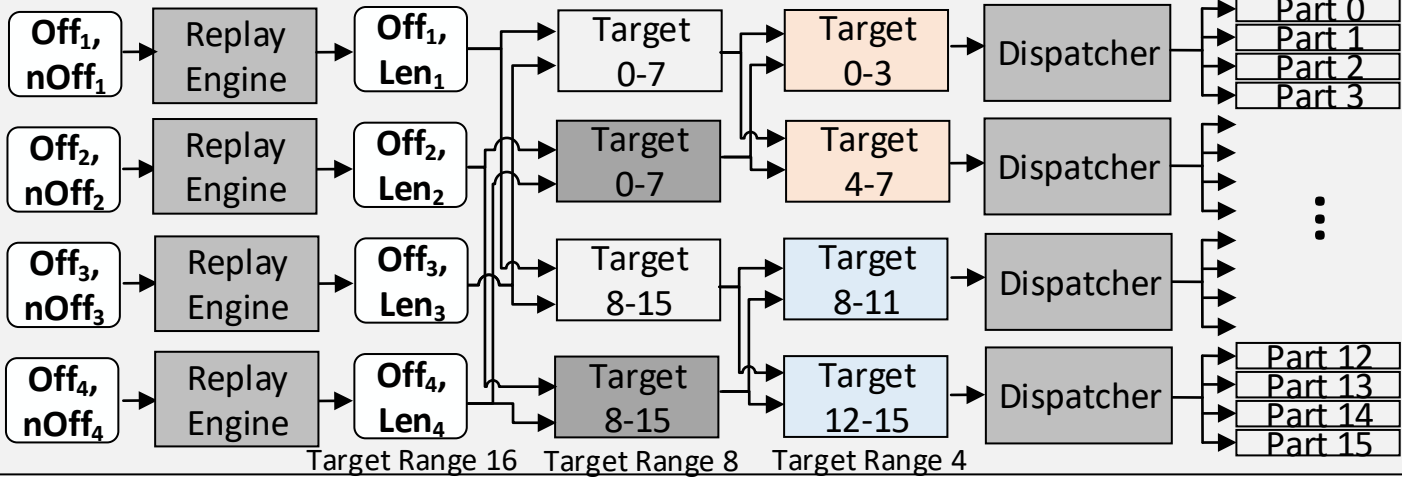 Off₁,
nOff₁
Replay
Engine
Off₁,
Len₁
Target
0-7
Target
0-3
Dispatcher
Part 0
Part 1
Part 2
Part 3
Off₂,
nOff₂
Replay
Engine
Off₂,
Len₂
Target
0-7
Target
4-7
Dispatcher
Off₃,
nOff₃
Replay
Engine
Off₃,
Len₃
Target
8-15
Target
8-11
Dispatcher
Off₄,
nOff₄
Replay
Engine
Off₄,
Len₄
Target
8-15
Target
12-15
Dispatcher
Part 12
Part 13
Part 14
Part 15
Target Range 16
Target Range 8
Target Range 4